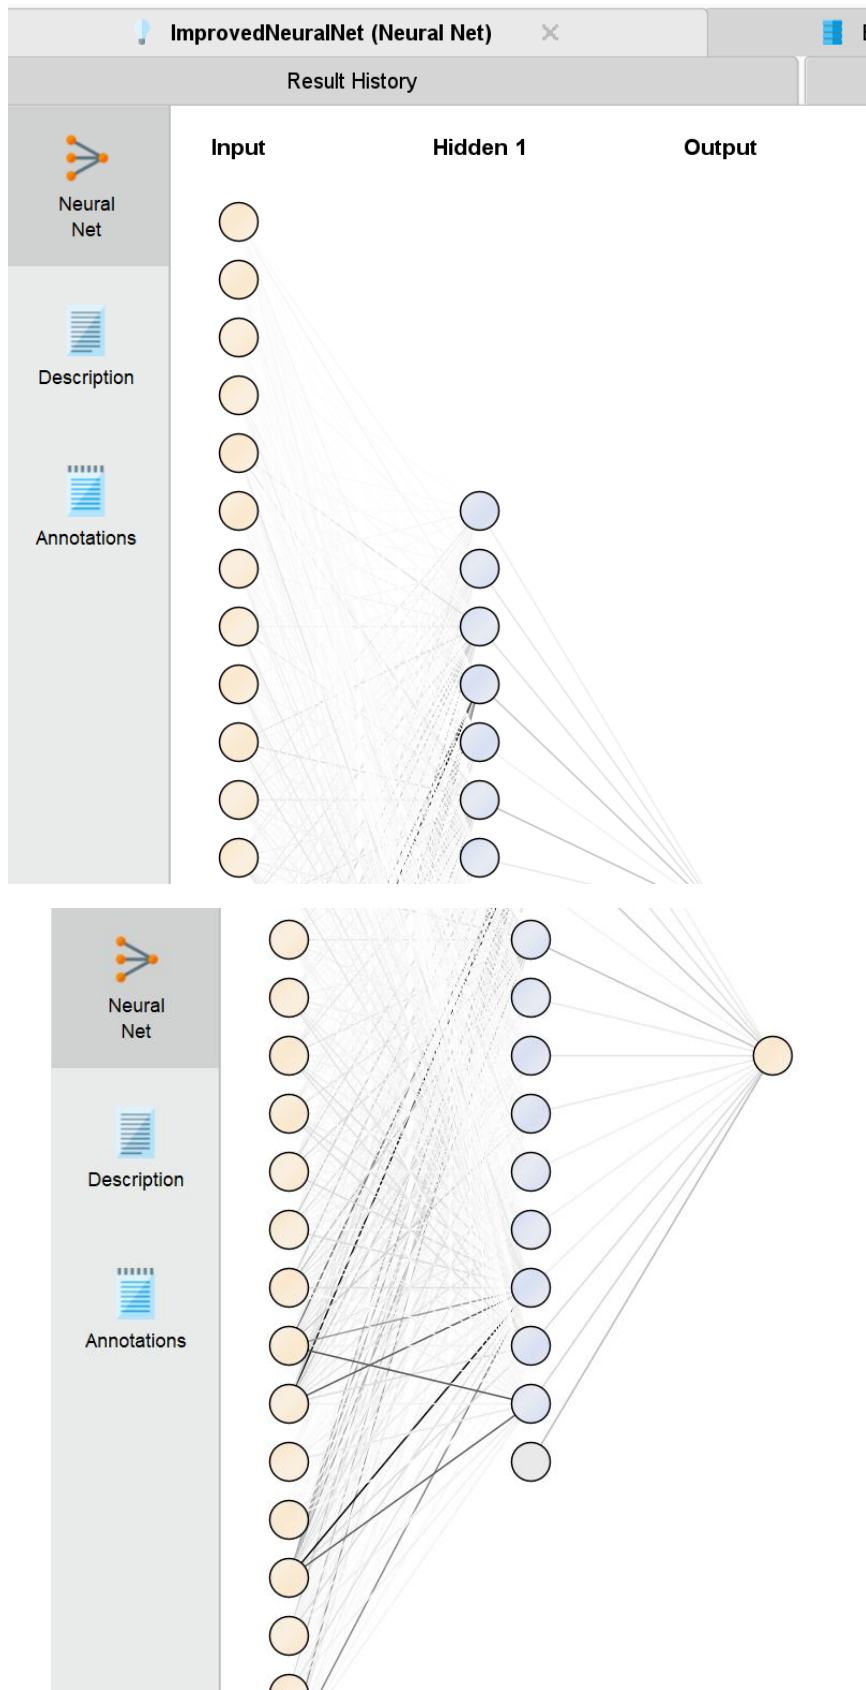 ImprovedNeuralNet (Neural Net)
Result History
Input Hidden 1 Output
Neural
Net
Description
Annotations
Neural
Net
Description
Annotations